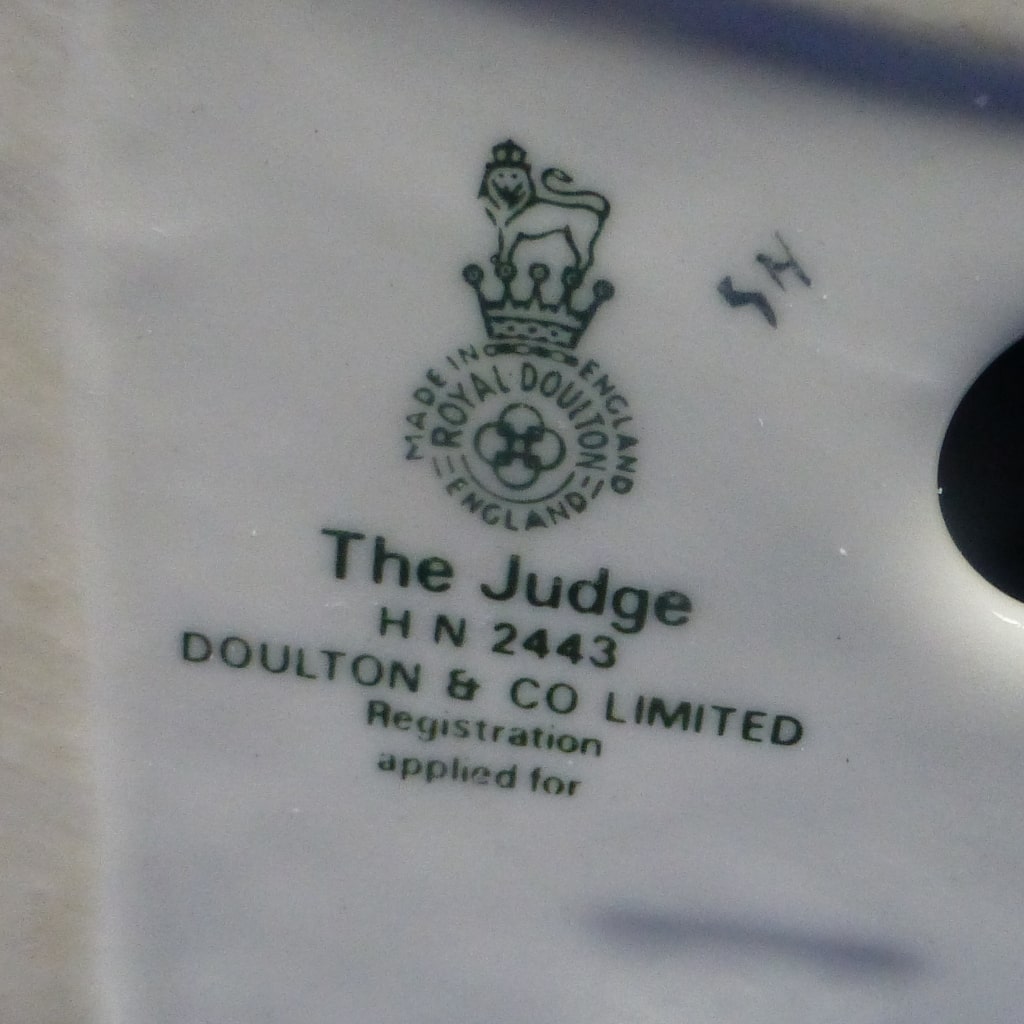 MADE IN ENGLAND
ROYAL DOULTON
ENGLAND
The Judge
H N 2443
DOULTON & CO LIMITED
Registration
applied for